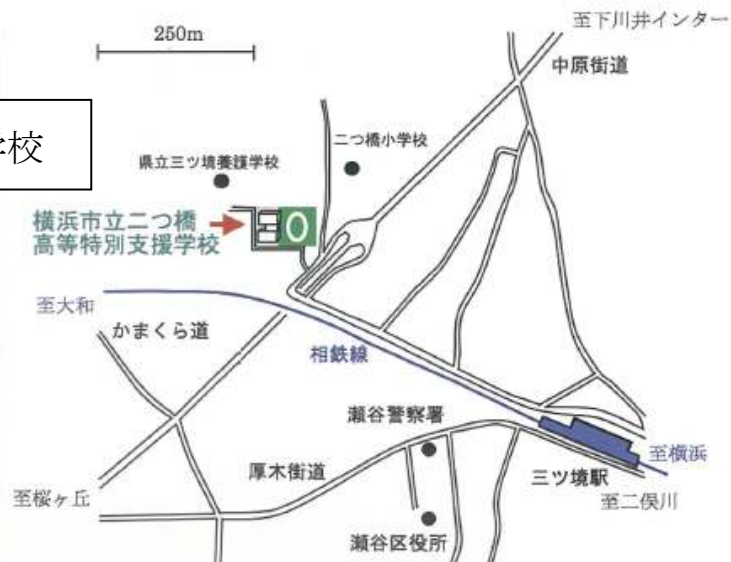 250m
至下川井インター
中原街道
校
二つ橋小学校
県立三ツ境養護学校
横浜市立二つ橋
高等特別支援学校
至大和
かまくら道
相鉄線
瀬谷警察署
至横浜
厚木街道
三ツ境駅
至桜ヶ丘
至二俣川
瀬谷区役所